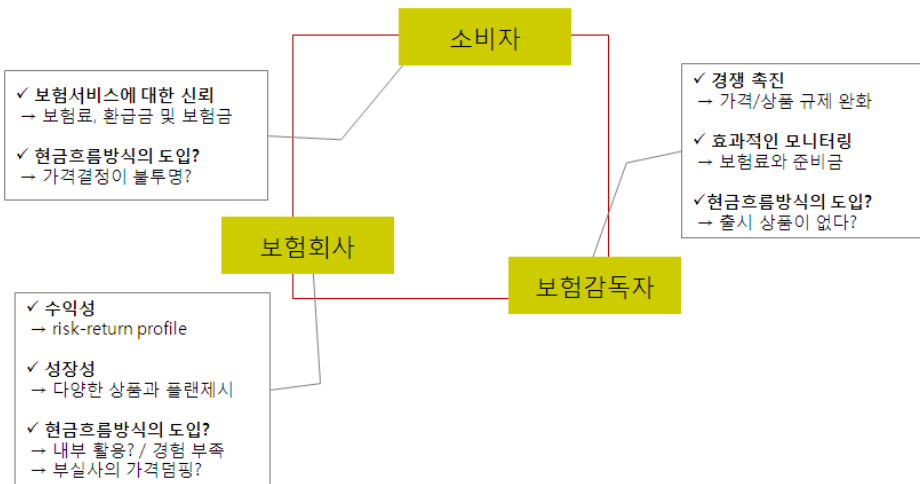 소비자
✓ 보험서비스에 대한 신뢰
→ 보험료, 환급금 및 보험금
✓ 현금흐름방식의 도입?
→ 가격결정이 불투명?
✓ 경쟁 촉진
→ 가격/상품 규제 완화
✓ 효과적인 모니터링
→ 보험료와 준비금
✓현금흐름방식의 도입?
→ 출시 상품이 없다?
보험회사
보험감독자
✓ 수익성
→ risk-return profile
✓ 성장성
→ 다양한 상품과 플랜제시
✓ 현금흐름방식의 도입?
→ 내부 활용? / 경험 부족
→ 부실사의 가격덤핑?